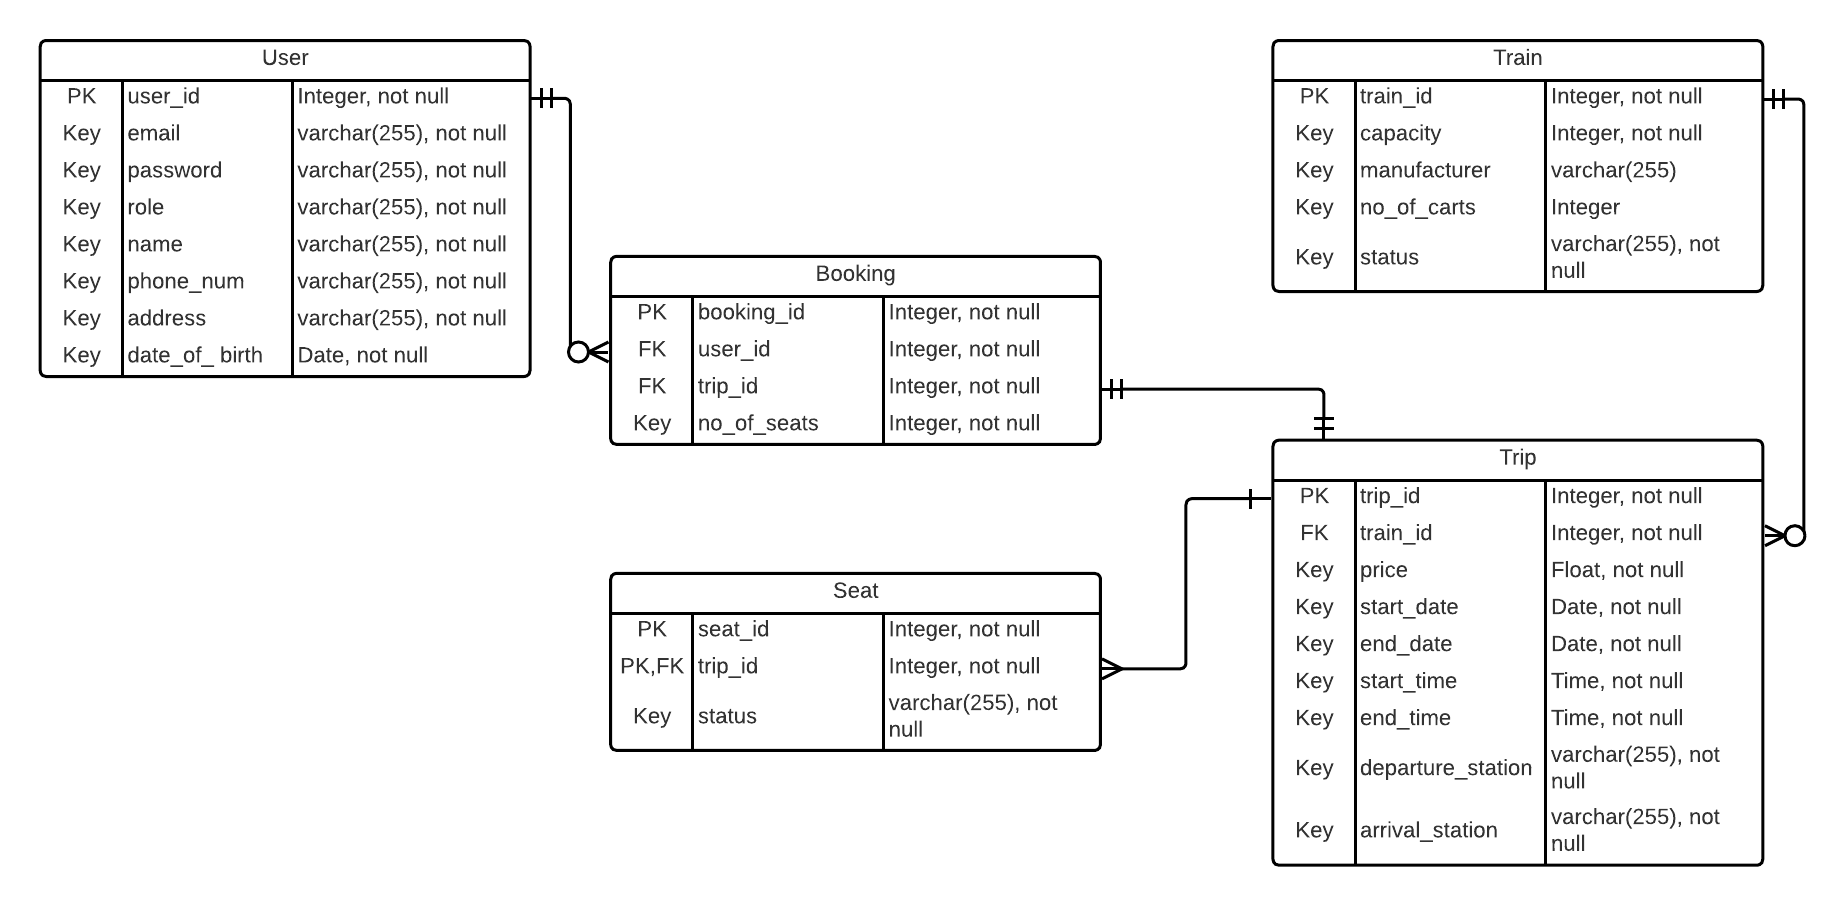 User
PK user_id Integer, not null
Key email varchar(255), not null
Key password varchar(255), not null
Key role varchar(255), not null
Key name varchar(255), not null
Key phone_num varchar(255), not null
Key address varchar(255), not null
Key date_of_ birth Date, not null
Train
PK train_id Integer, not null
Key capacity Integer, not null
Key manufacturer varchar(255)
Key no_of_carts Integer
Key status varchar(255), not
null
Booking
PK booking_id Integer, not null
FK user_id Integer, not null
FK trip_id Integer, not null
Key no_of_seats Integer, not null
Seat
PK seat_id Integer, not null
PK,FK trip_id Integer, not null
Key status varchar(255), not
null
Trip
PK trip_id Integer, not null
FK train_id Integer, not null
Key price Float, not null
Key start_date Date, not null
Key end_date Date, not null
Key start_time Time, not null
Key end_time Time, not null
Key departure_station varchar(255), not
null
Key arrival_station varchar(255), not
null